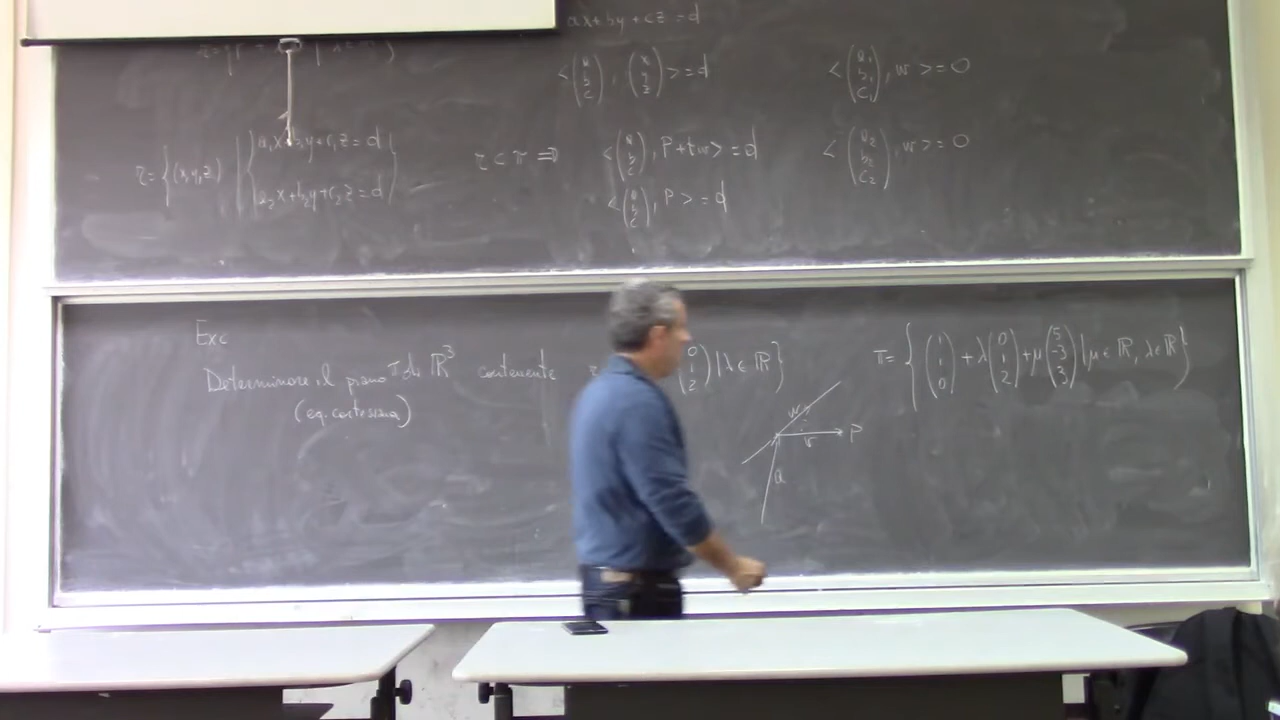 ax+by+cz=d
<(a b c), (x y z)>=d
<(a₁ b₁ c₁), w>=0
r={(x,y,z) | {a₁x+b₁y+c₁z=d
a₂x+b₂y+c₂z=d}
r⊂π ⇒ <(a b c), P+tw>=d
<(a b c), P>=d
<(a₂ b₂ c₂), w>=0
Exc
Determinare il piano π di ℝ³ contenente
(eq. cartesiana)
(0 1 2) | λ∈ℝ}
π={(1 1 0)+λ(0 1 2)+μ(5 -3 3) | μ∈ℝ, λ∈ℝ}
w
v
P
Q